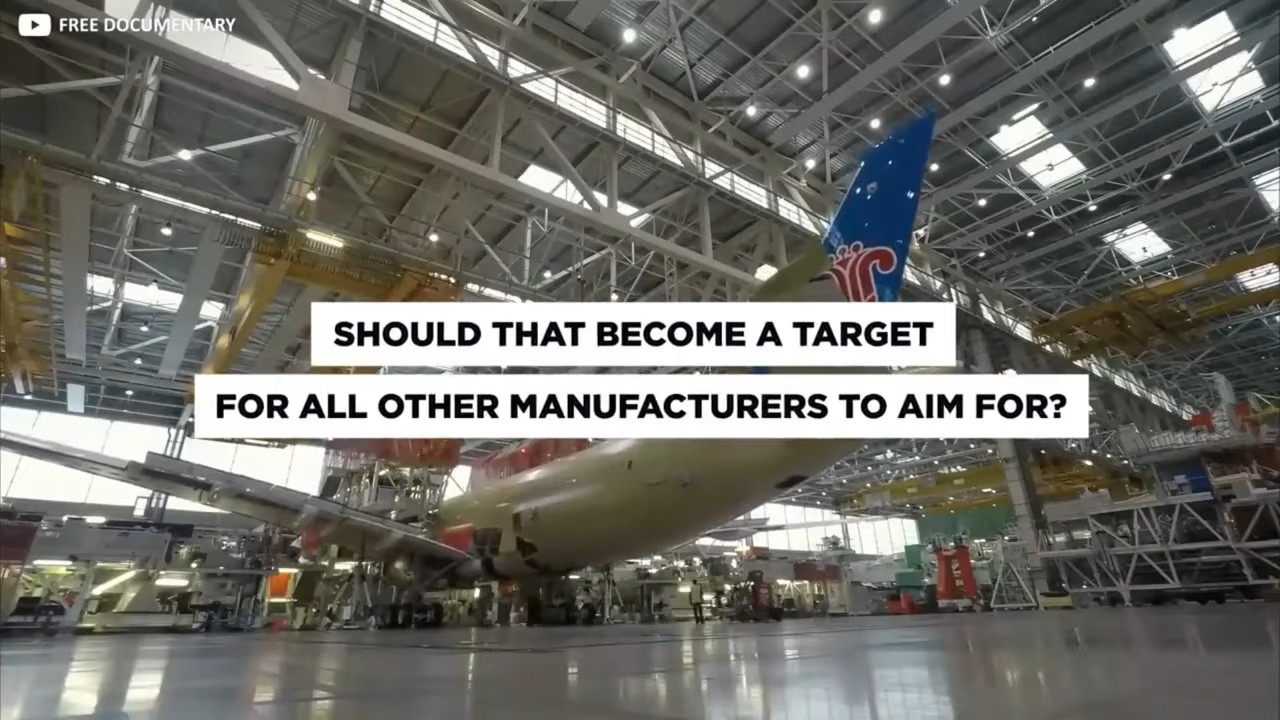 FREE DOCUMENTARY
SHOULD THAT BECOME A TARGET
FOR ALL OTHER MANUFACTURERS TO AIM FOR?